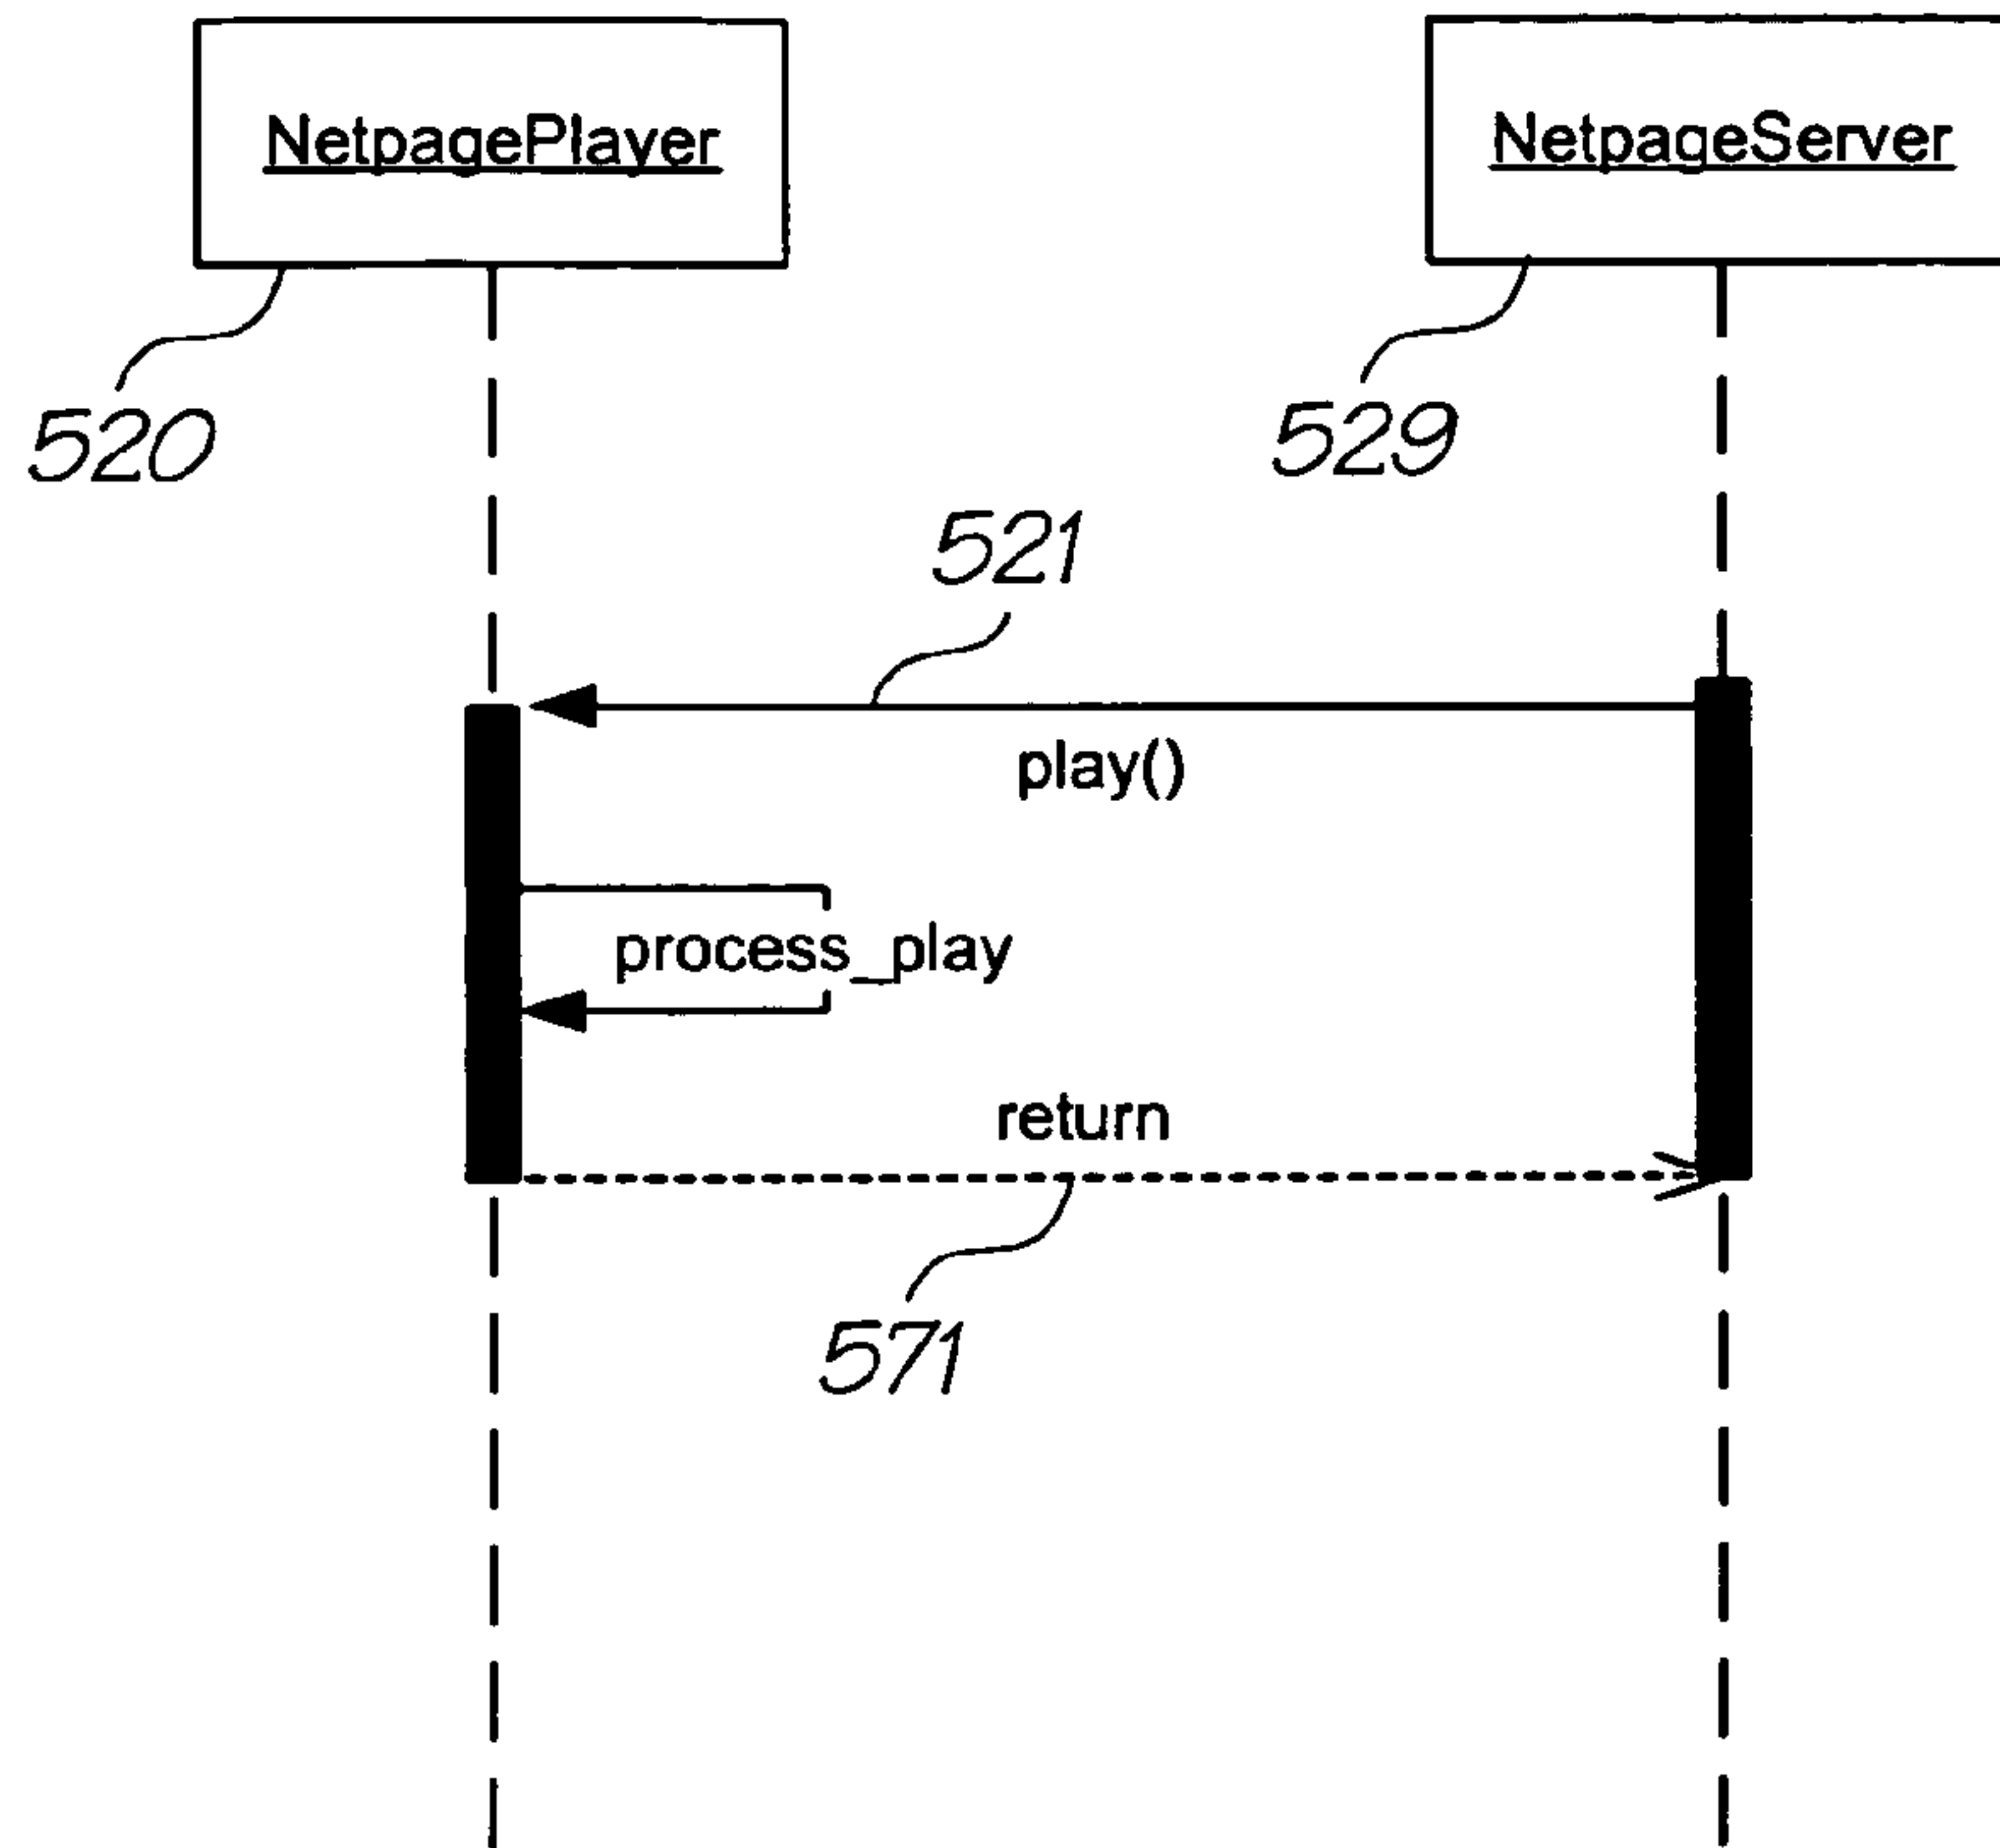 NetpagePlayer
NetpageServer
520
529
521
play()
process_play
return
571